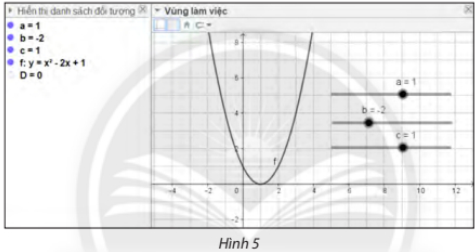 Hiển thị danh sách đối tượng
a = 1
b = -2
c = 1
f: y = x² - 2x + 1
D = 0
Vùng làm việc
8
6
4
2
-2
-4 -2 0 2 4 6 8 10 12
f
a = 1
b = -2
c = 1
Hình 5